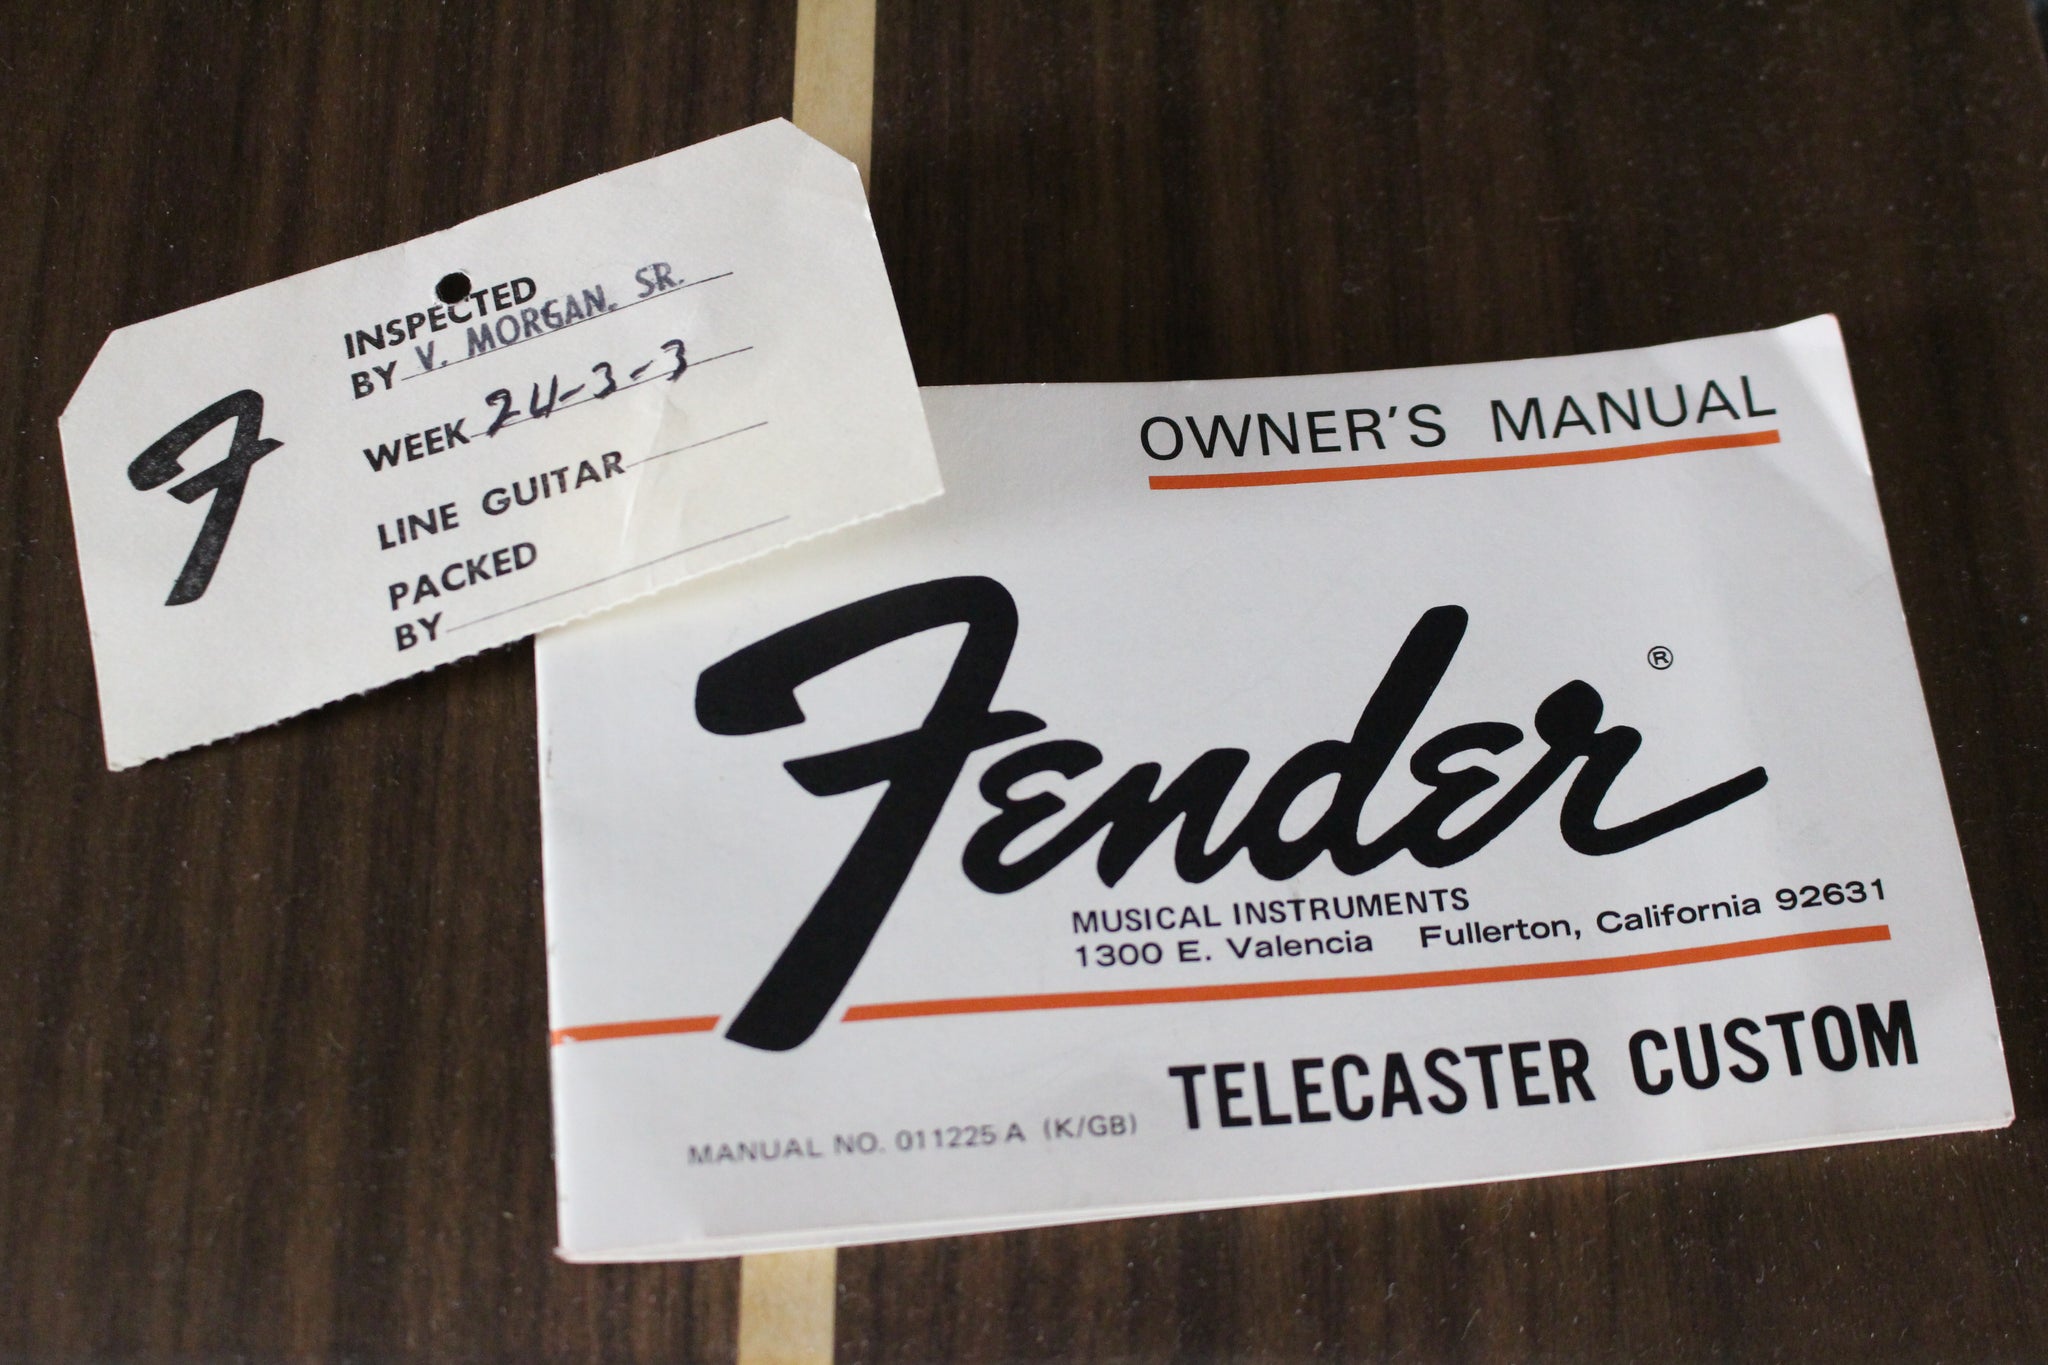 F
INSPECTED
BY V. MORGAN. SR.
WEEK 24-3-3
LINE GUITAR
PACKED
BY
OWNER'S MANUAL
Fender®
MUSICAL INSTRUMENTS
1300 E. Valencia Fullerton, California 92631
TELECASTER CUSTOM
MANUAL NO. 011225 A (K/GB)